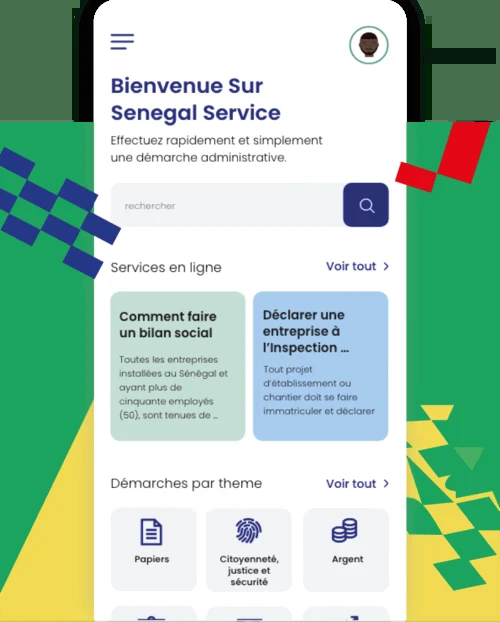 Bienvenue Sur
Senegal Service
Effectuez rapidement et simplement
une démarche administrative.
rechercher
Services en ligne
Voir tout
Comment faire
un bilan social
Toutes les entreprises
installées au Sénégal et
ayant plus de
cinquante employés
(50), sont tenues de ...
Déclarer une
entreprise à
l'Inspection ...
Tout projet
d'établissement ou
chantier doit se faire
immatriculer et déclarer
Démarches par theme
Voir tout
Papiers
Citoyenneté,
justice et
sécurité
Argent